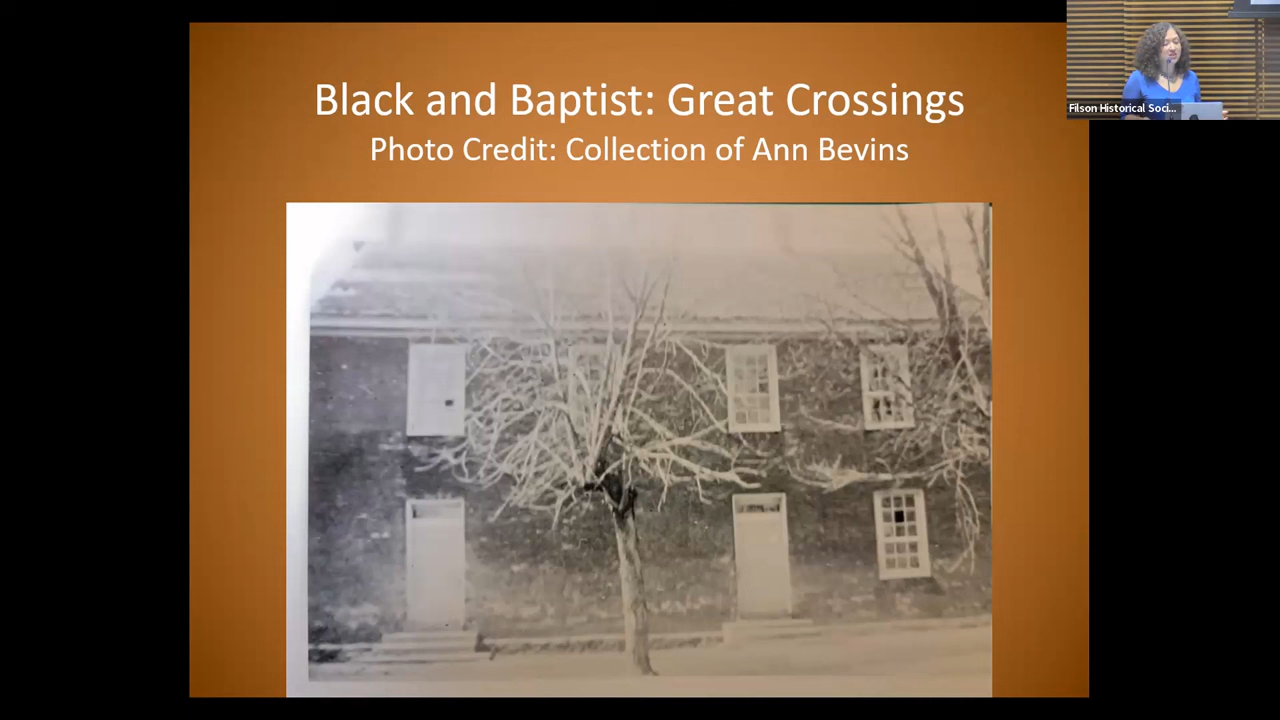 Black and Baptist: Great Crossings
Photo Credit: Collection of Ann Bevins
Filson Historical Soci...